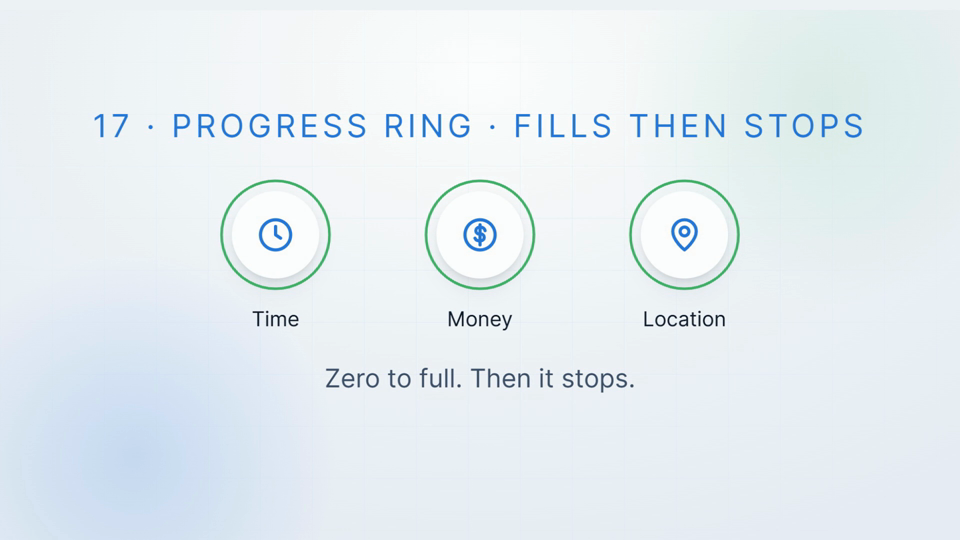 17 · PROGRESS RING · FILLS THEN STOPS
$
Time
Money
Location
Zero to full. Then it stops.